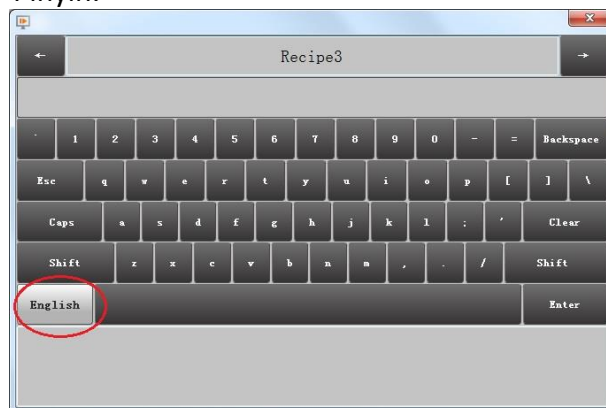 ← Recipe3 →
` 1 2 3 4 5 6 7 8 9 0 - = Backspace
Esc q w e r t y u i o p [ ] \
Caps a s d f g h j k l ; ' Clear
Shift z x c v b n m , . / Shift
English Enter